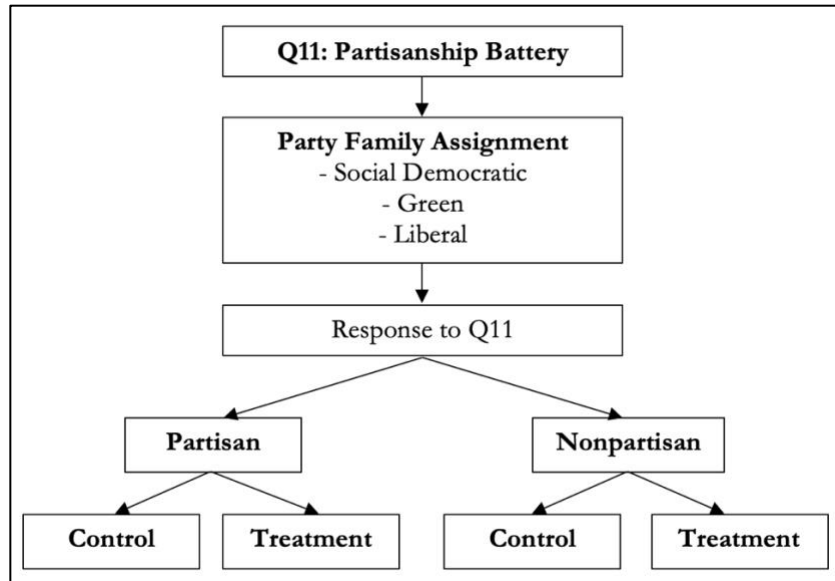 Q11: Partisanship Battery
Party Family Assignment
- Social Democratic
- Green
- Liberal
Response to Q11
Partisan
Nonpartisan
Control
Treatment
Control
Treatment